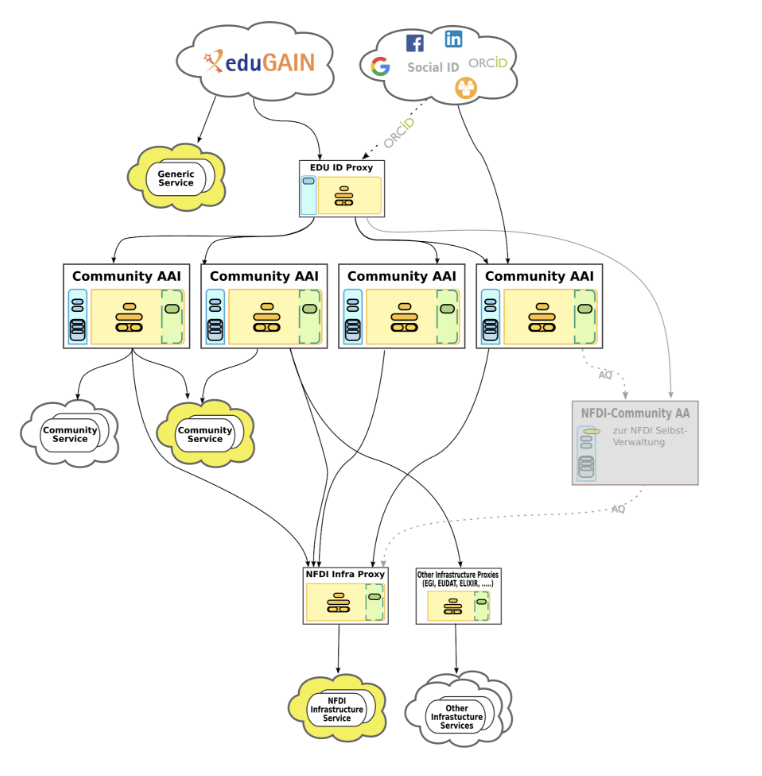 eduGAIN
Social ID
ORCID
ORCID
Generic
Service
EDU ID Proxy
Community AAI
Community AAI
Community AAI
Community AAI
AQ
NFDI-Community AA
zur NFDI Selbst-
Verwaltung
Community
Service
Community
Service
AQ
NFDI Infra Proxy
Other Infrastructure Proxies
(EGI, EUDAT, ELIXIR, .....)
NFDI
Infrastructure
Service
Other
Infrastucture
Services